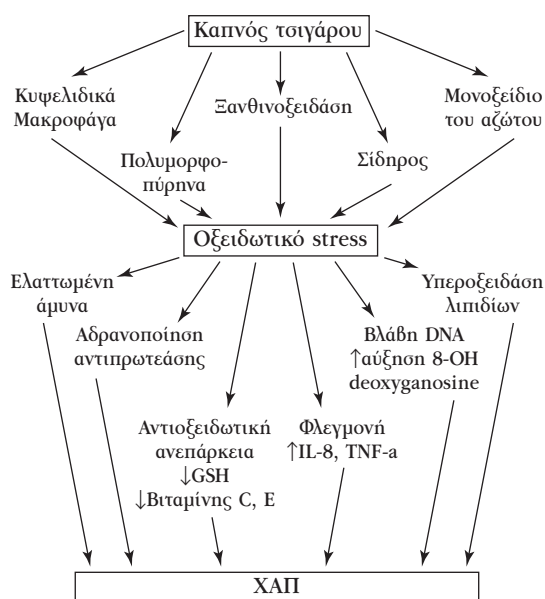 Καπνός τσιγάρου
Κυψελιδικά
Μακροφάγα
Πολυμορφο-
πύρηνα
Ξανθινοξειδάση
Σίδηρος
Μονοξείδιο
του αζώτου
Οξειδωτικό stress
Ελαττωμένη
άμυνα
Αδρανοποίηση
αντιπρωτεάσης
Αντιοξειδωτική
ανεπάρκεια
↓GSH
↓Βιταμίνης C, E
Φλεγμονή
↑IL-8, TNF-a
Βλάβη DNA
↑αύξηση 8-OH
deoxyganosine
Υπεροξειδάση
λιπιδίων
ΧΑΠ